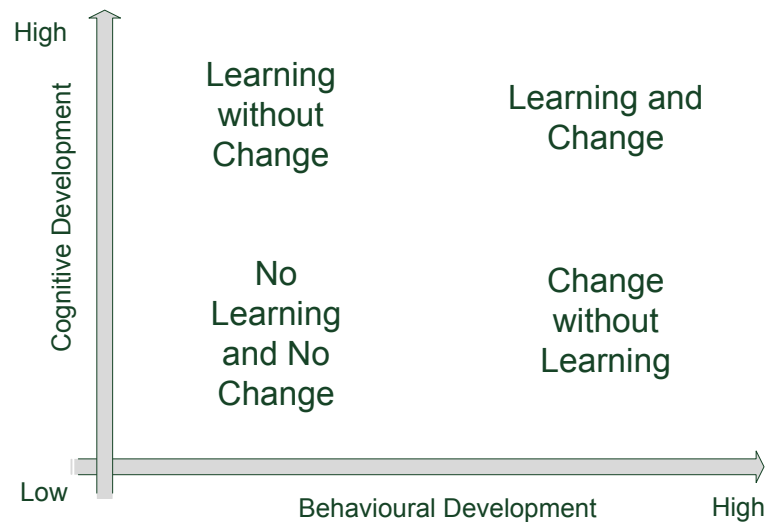 High
Cognitive Development
Learning
without
Change
Learning and
Change
No
Learning
and No
Change
Change
without
Learning
Low
Behavioural Development
High